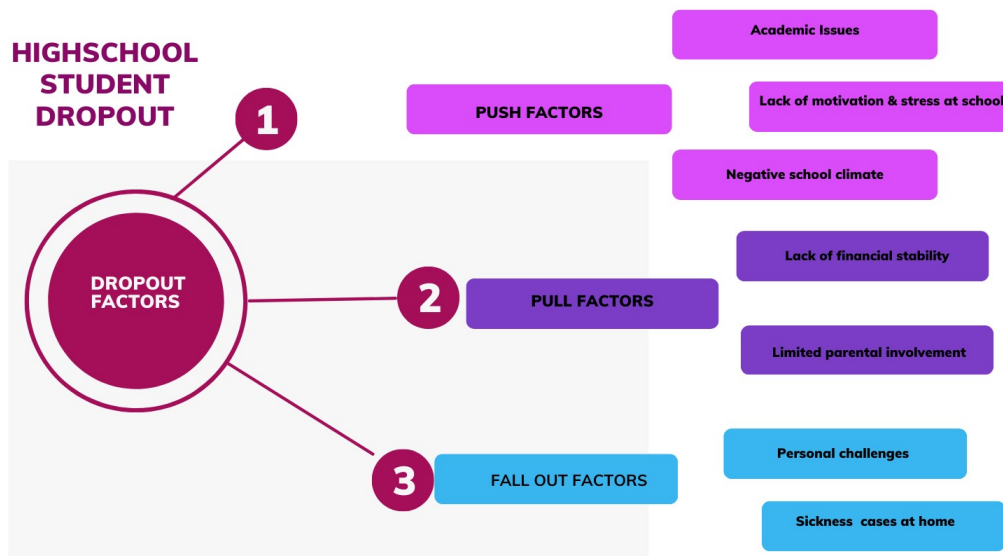 HIGHSCHOOL
STUDENT
DROPOUT
1
PUSH FACTORS
Academic Issues
Lack of motivation & stress at school
Negative school climate
DROPOUT
FACTORS
2
PULL FACTORS
Lack of financial stability
Limited parental involvement
3
FALL OUT FACTORS
Personal challenges
Sickness cases at home